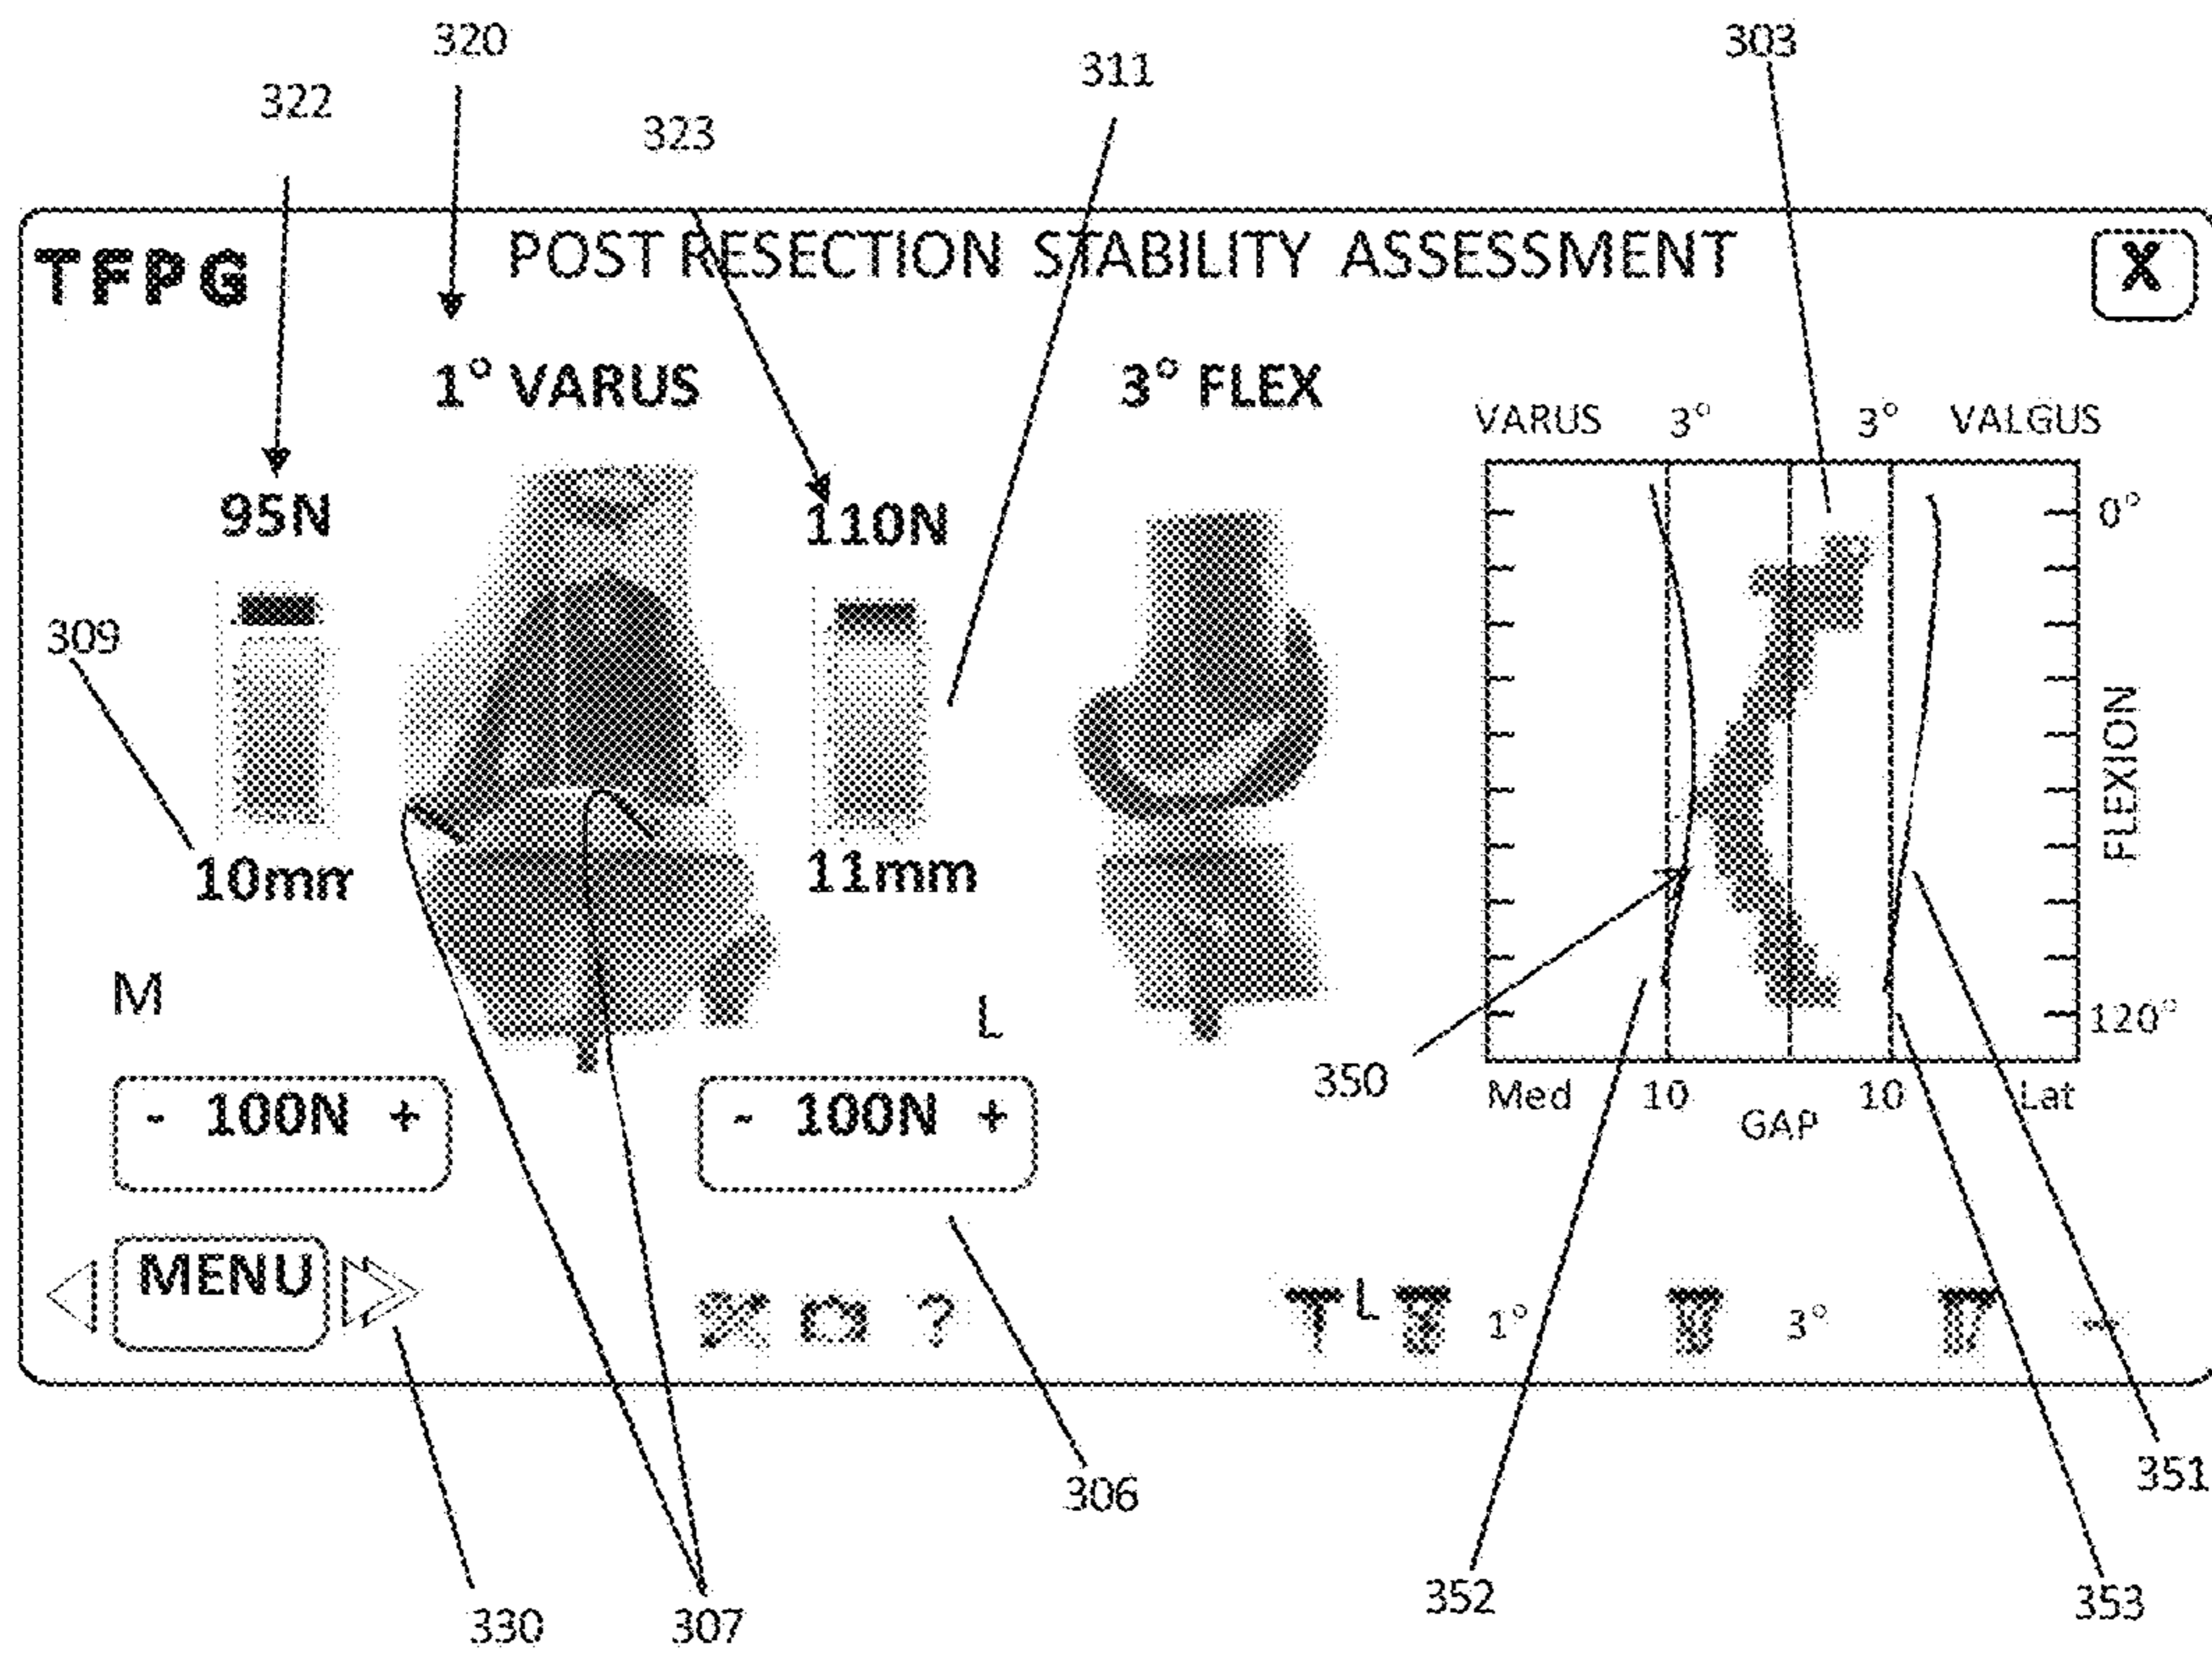 320
322
323
311
303
TFPG
POST RESECTION STABILITY ASSESSMENT
X
1° VARUS
3° FLEX
VARUS 3° 3° VALGUS
95N
110N
0°
309
FLEXION
10mm
11mm
M
L
120°
350
Med 10 10 Lat
GAP
- 100N +
- 100N +
MENU
?
L
1°
3°
351
306
352
353
330
307